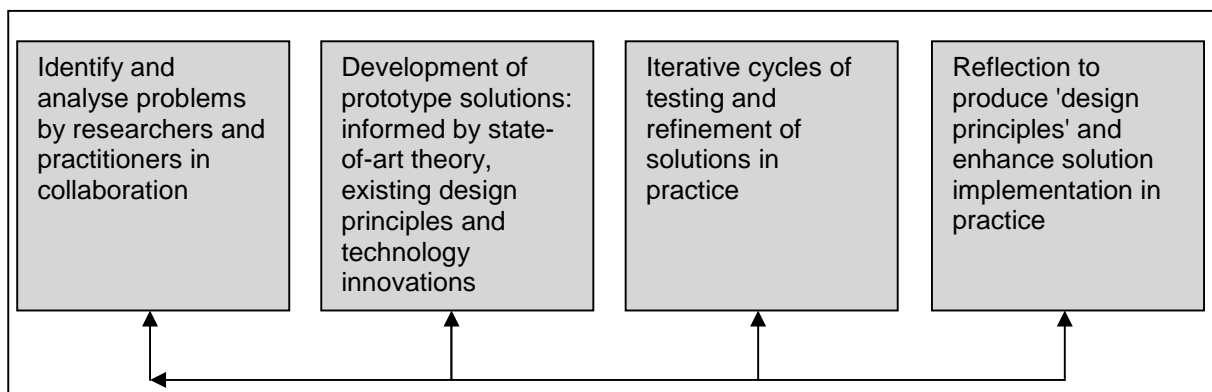 Identify and
analyse problems
by researchers and
practitioners in
collaboration
Development of
prototype solutions:
informed by state-
of-art theory,
existing design
principles and
technology
innovations
Iterative cycles of
testing and
refinement of
solutions in
practice
Reflection to
produce 'design
principles' and
enhance solution
implementation in
practice